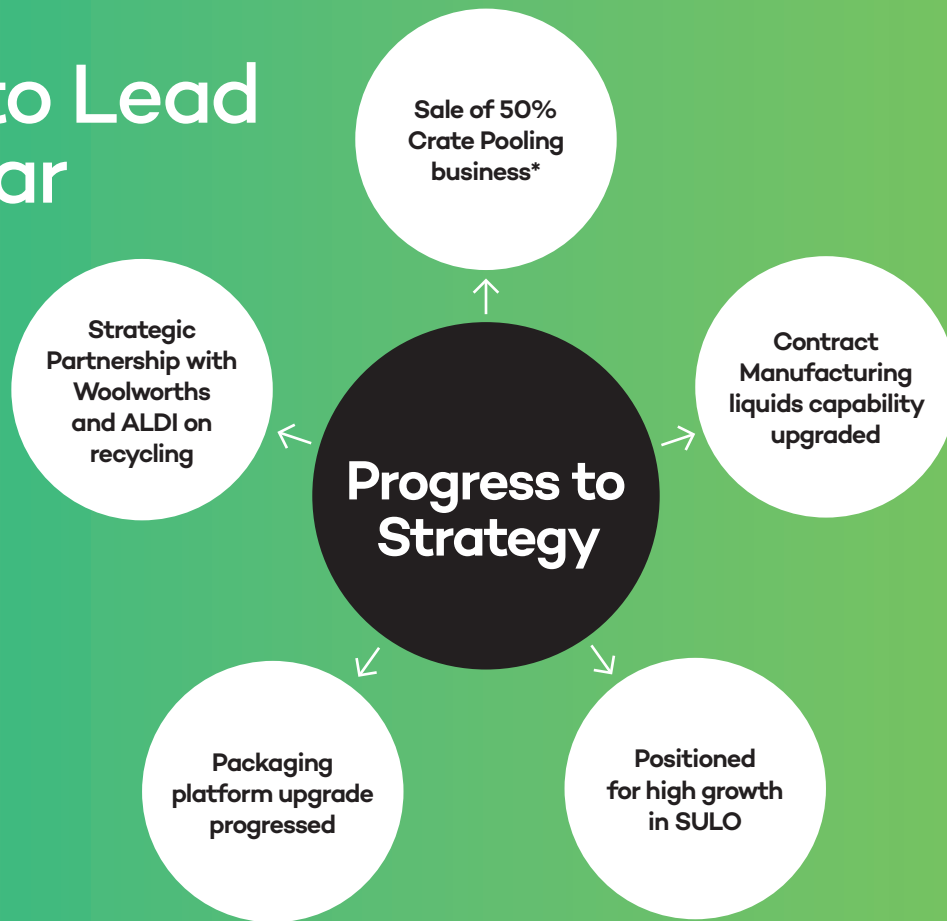 to Lead
Sale of 50%
Crate Pooling
business*
Strategic
Partnership with
Woolworths
and ALDI on
recycling
Contract
Manufacturing
liquids capability
upgraded
Progress to
Strategy
Packaging
platform upgrade
progressed
Positioned
for high growth
in SULO